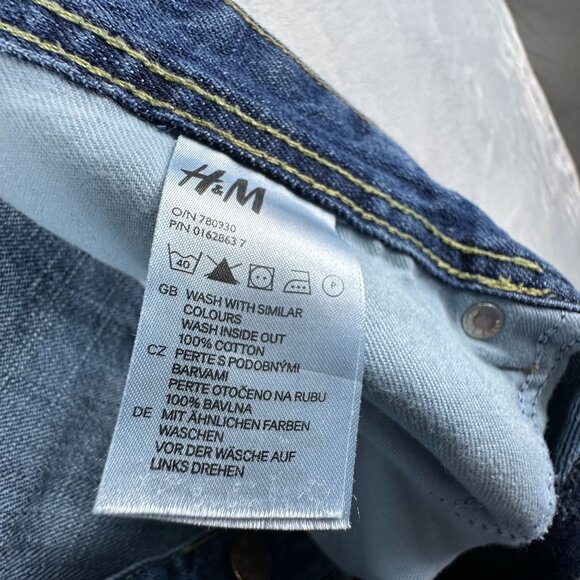 H&M
O/N 780930
P/N 0162863 7
40 P
GB WASH WITH SIMILAR
COLOURS
WASH INSIDE OUT
100% COTTON
CZ PERTE S PODOBNÝMI
BARVAMI
PERTE OTOČENO NA RUBU
100% BAVLNA
DE MIT ÄHNLICHEN FARBEN
WASCHEN
VOR DER WÄSCHE AUF
LINKS DREHEN